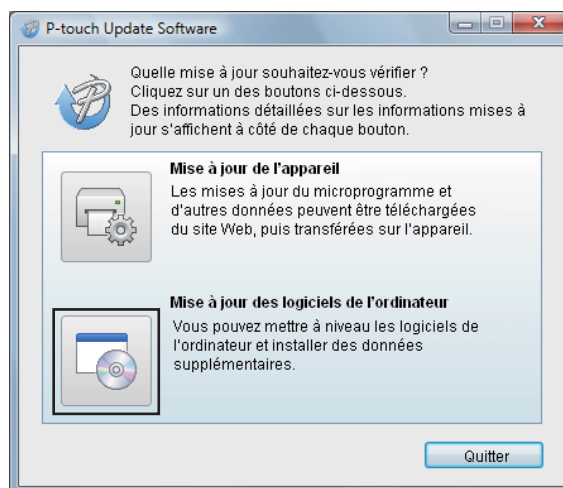 P-touch Update Software
Quelle mise à jour souhaitez-vous vérifier ?
Cliquez sur un des boutons ci-dessous.
Des informations détaillées sur les informations mises à
jour s'affichent à côté de chaque bouton.
Mise à jour de l'appareil
Les mises à jour du microprogramme et
d'autres données peuvent être téléchargées
du site Web, puis transférées sur l'appareil.
Mise à jour des logiciels de l'ordinateur
Vous pouvez mettre à niveau les logiciels de
l'ordinateur et installer des données
supplémentaires.
Quitter